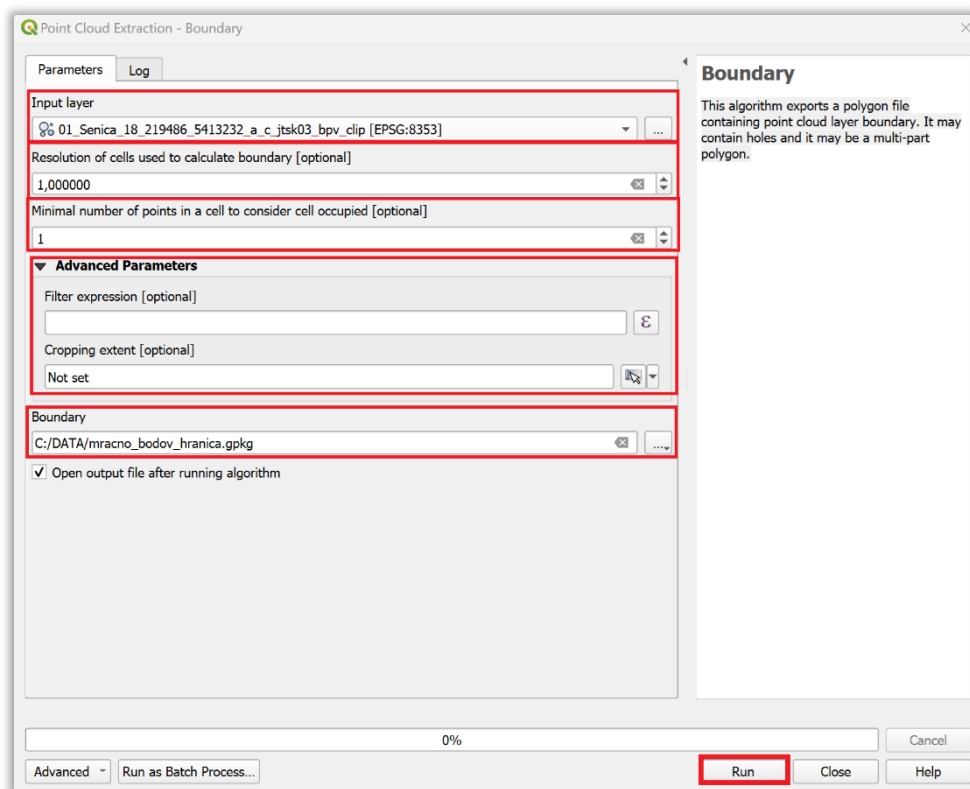 Point Cloud Extraction - Boundary
Parameters
Log
Input layer
01_Senica_18_219486_5413232_a_c_jtsk03_bpv_clip [EPSG:8353]
...
Resolution of cells used to calculate boundary [optional]
1,000000
Minimal number of points in a cell to consider cell occupied [optional]
1
Advanced Parameters
Filter expression [optional]
ε
Cropping extent [optional]
Not set
Boundary
C:/DATA/mracno_bodov_hranica.gpkg
...
Open output file after running algorithm
Boundary
This algorithm exports a polygon file
containing point cloud layer boundary. It may
contain holes and it may be a multi-part
polygon.
0%
Cancel
Advanced
Run as Batch Process...
Run
Close
Help